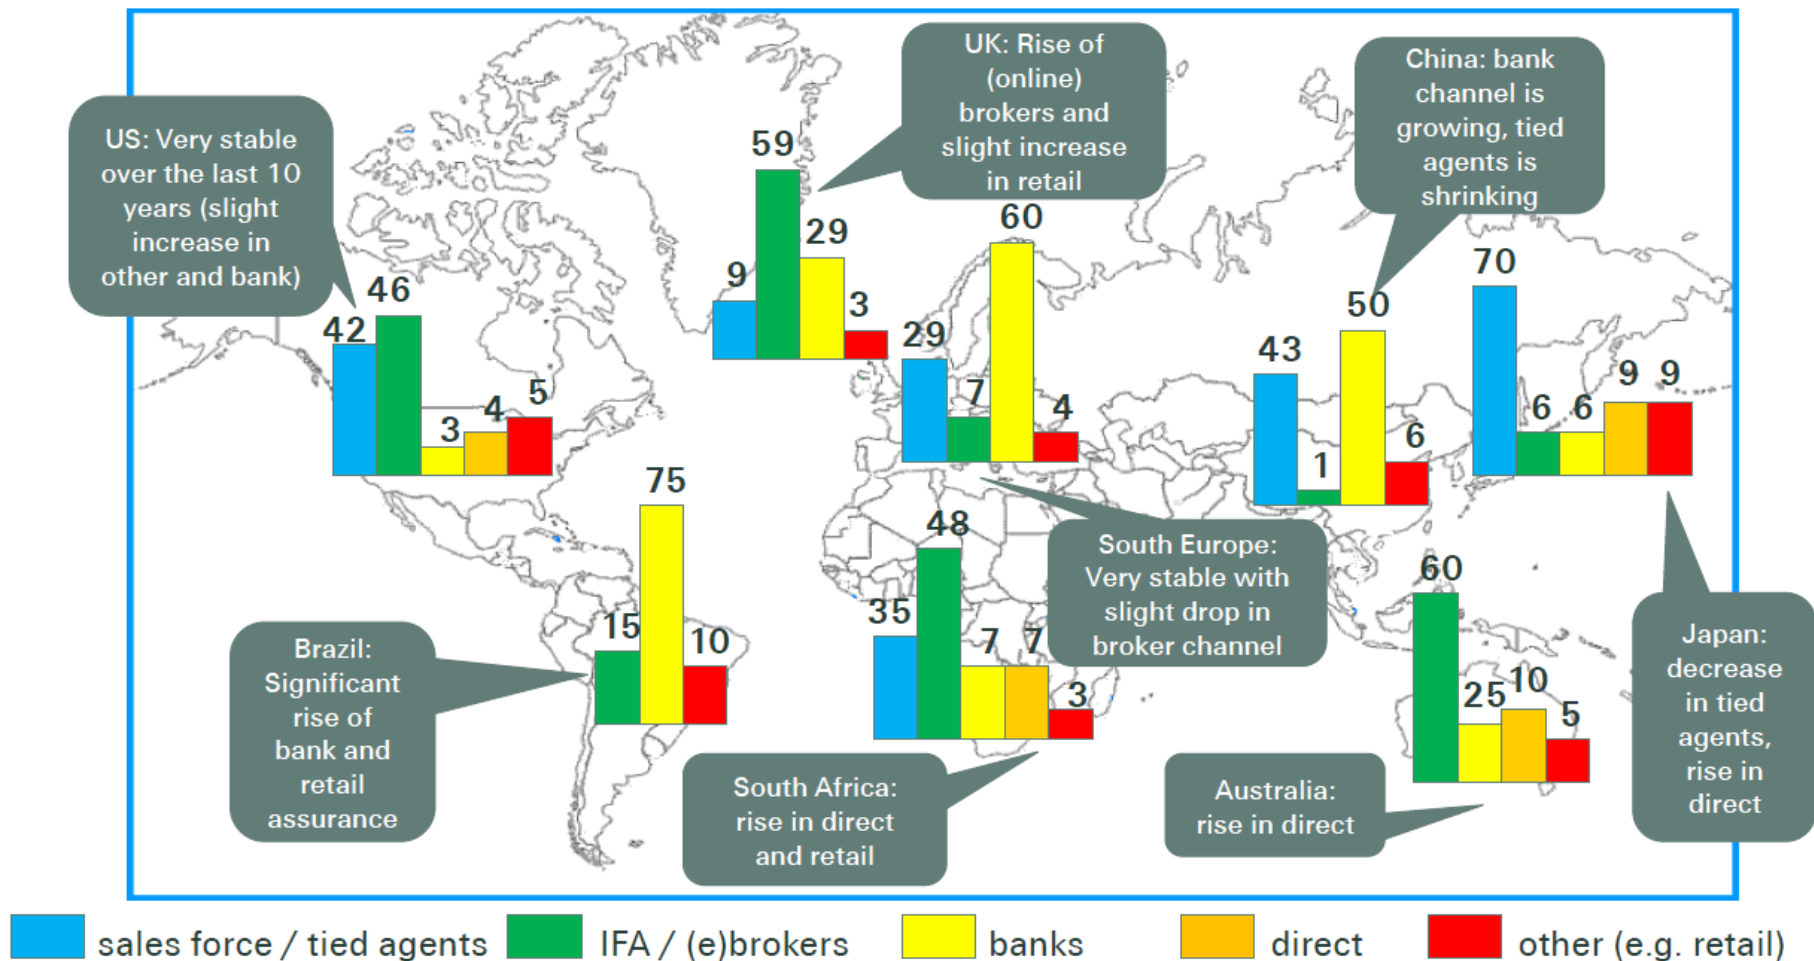 US: Very stable
over the last 10
years (slight
increase in
other and bank)
42
46
3
4
5
UK: Rise of
(online)
brokers and
slight increase
in retail
9
59
29
3
China: bank
channel is
growing, tied
agents is
shrinking
43
1
50
6
29
7
60
4
South Europe:
Very stable with
slight drop in
broker channel
70
6
6
9
9
Japan:
decrease
in tied
agents,
rise in
direct
Brazil:
Significant
rise of
bank and
retail
assurance
15
75
10
35
48
7
7
3
South Africa:
rise in direct
and retail
60
25
10
5
Australia:
rise in direct
sales force / tied agents
IFA / (e)brokers
banks
direct
other (e.g. retail)